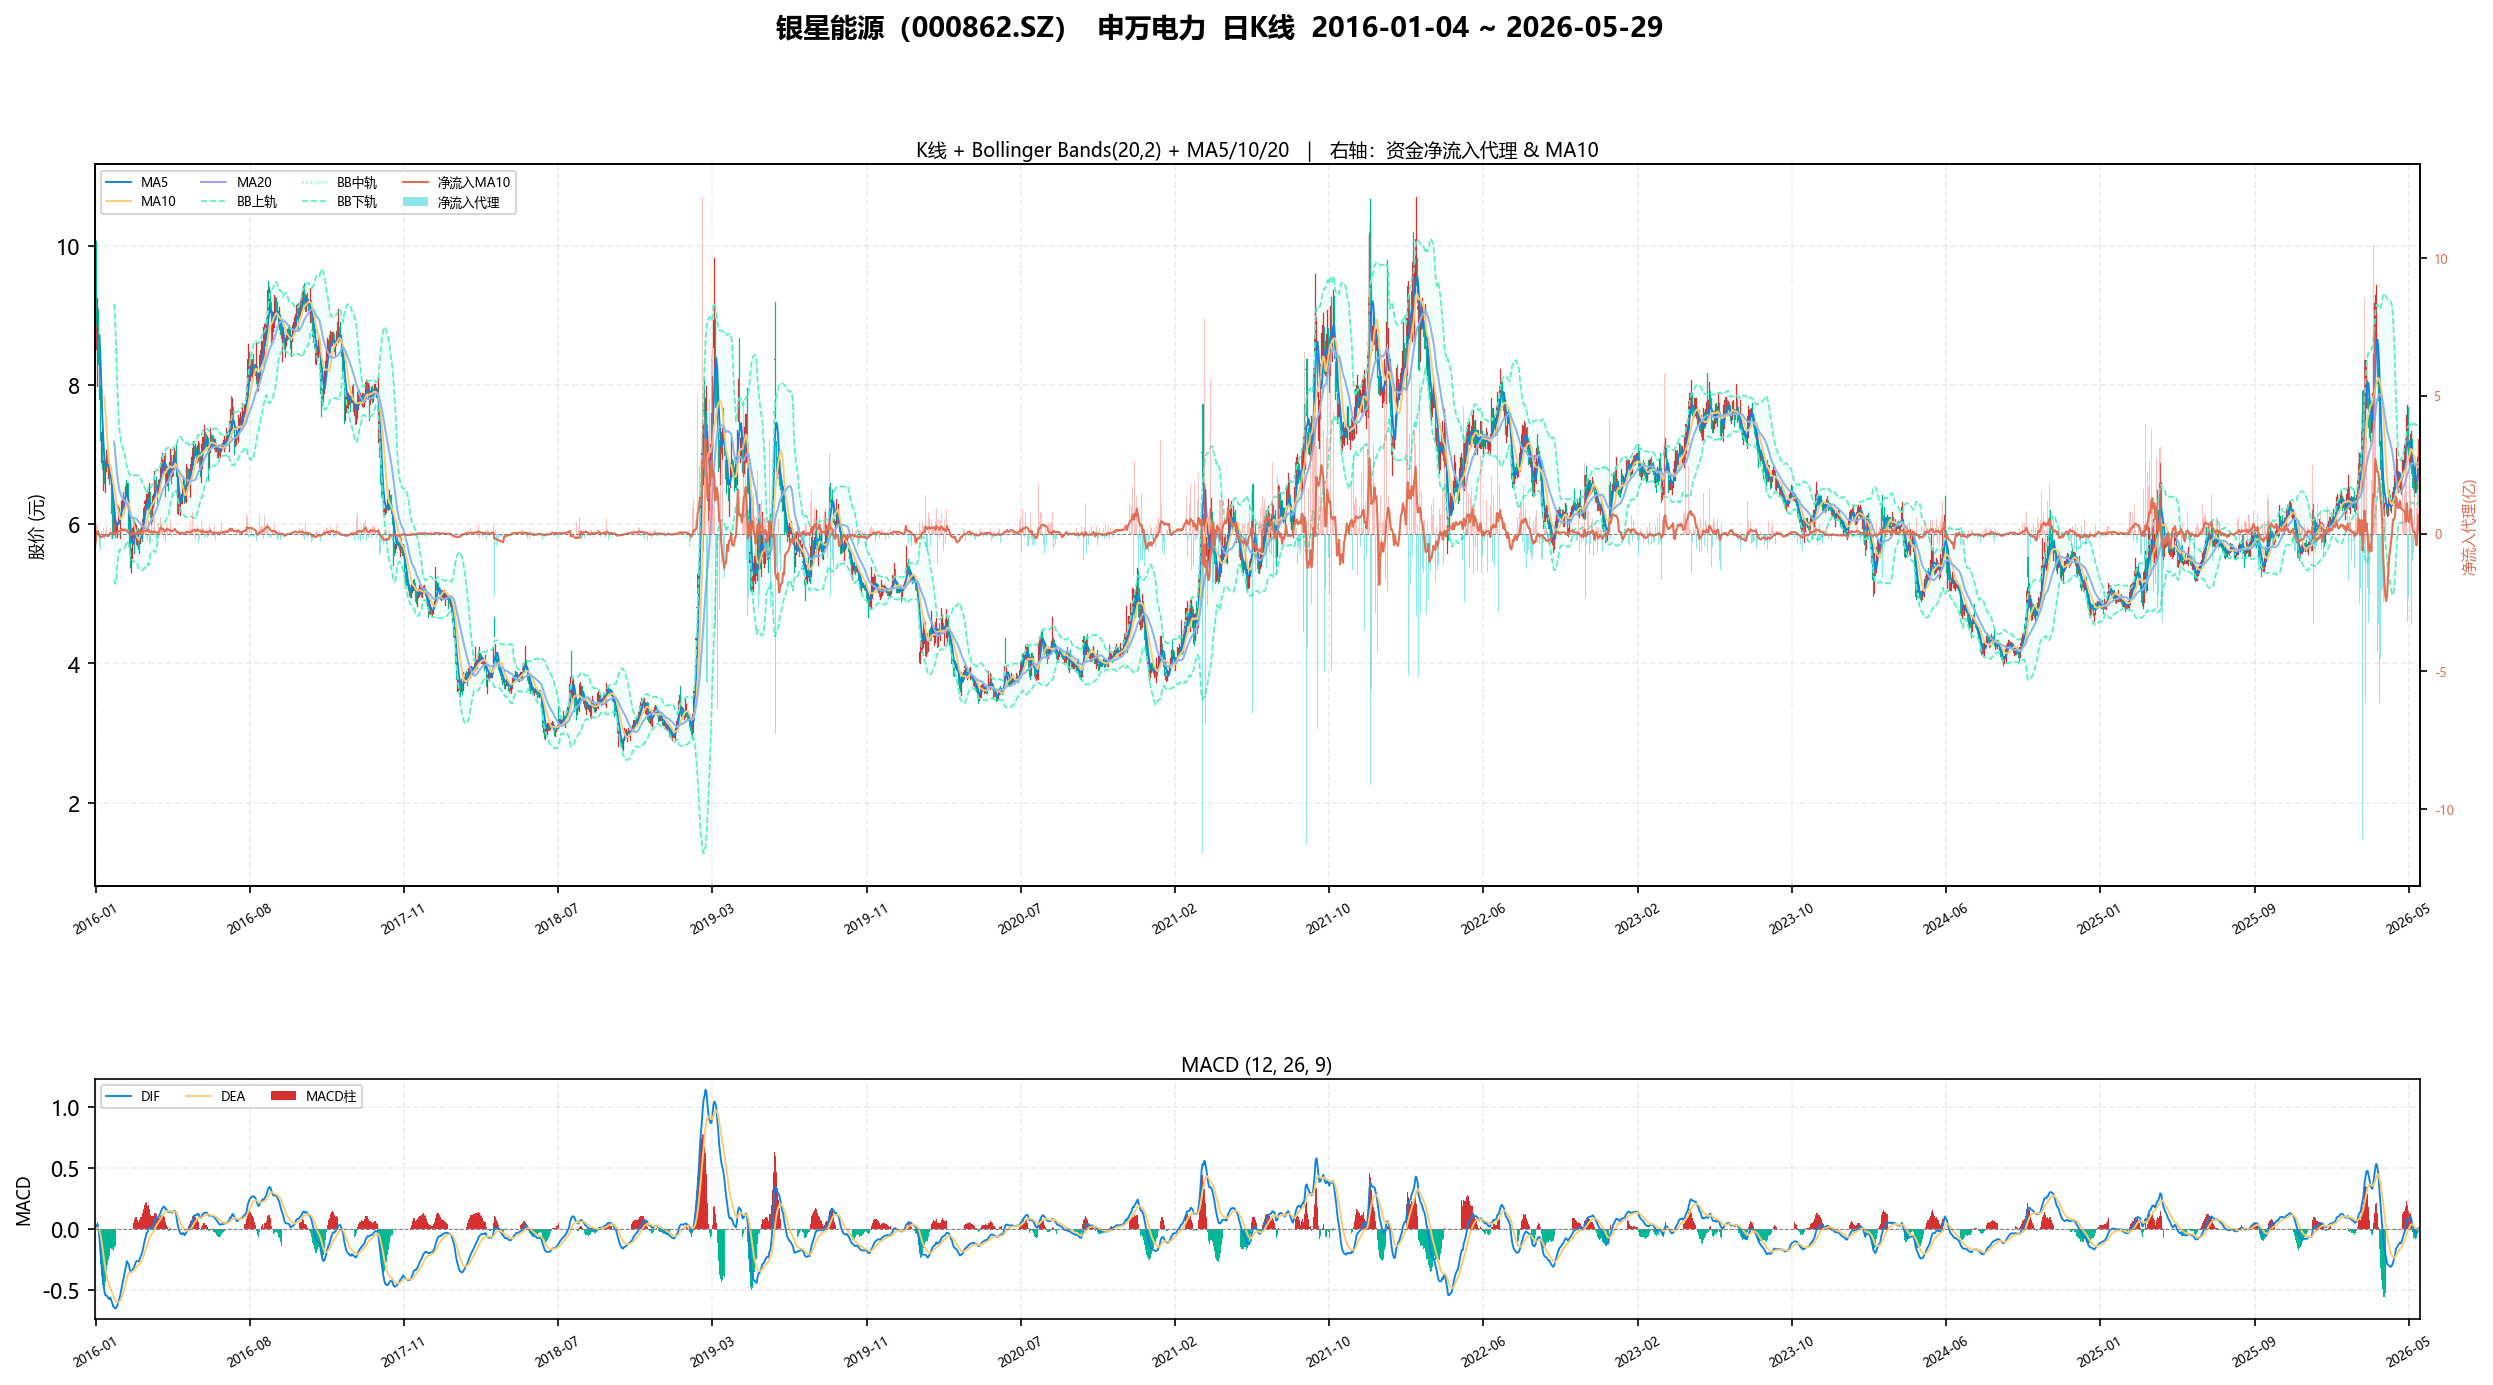 银星能源（000862.SZ） 申万电力 日K线 2016-01-04 ~ 2026-05-29
K线 + Bollinger Bands(20,2) + MA5/10/20 | 右轴：资金净流入代理 & MA10
MA5 MA20 BB中轨 净流入MA10
MA10 BB上轨 BB下轨 净流入代理
股价 (元)
10
8
6
4
2
10
5
0
-5
-10
净流入代理(亿)
2016-01 2016-08 2017-11 2018-07 2019-03 2019-11 2020-07 2021-02 2021-10 2022-06 2023-02 2023-10 2024-06 2025-01 2025-09 2026-05
MACD (12, 26, 9)
DIF DEA MACD柱
MACD
1.0
0.5
0.0
-0.5
2016-01 2016-08 2017-11 2018-07 2019-03 2019-11 2020-07 2021-02 2021-10 2022-06 2023-02 2023-10 2024-06 2025-01 2025-09 2026-05